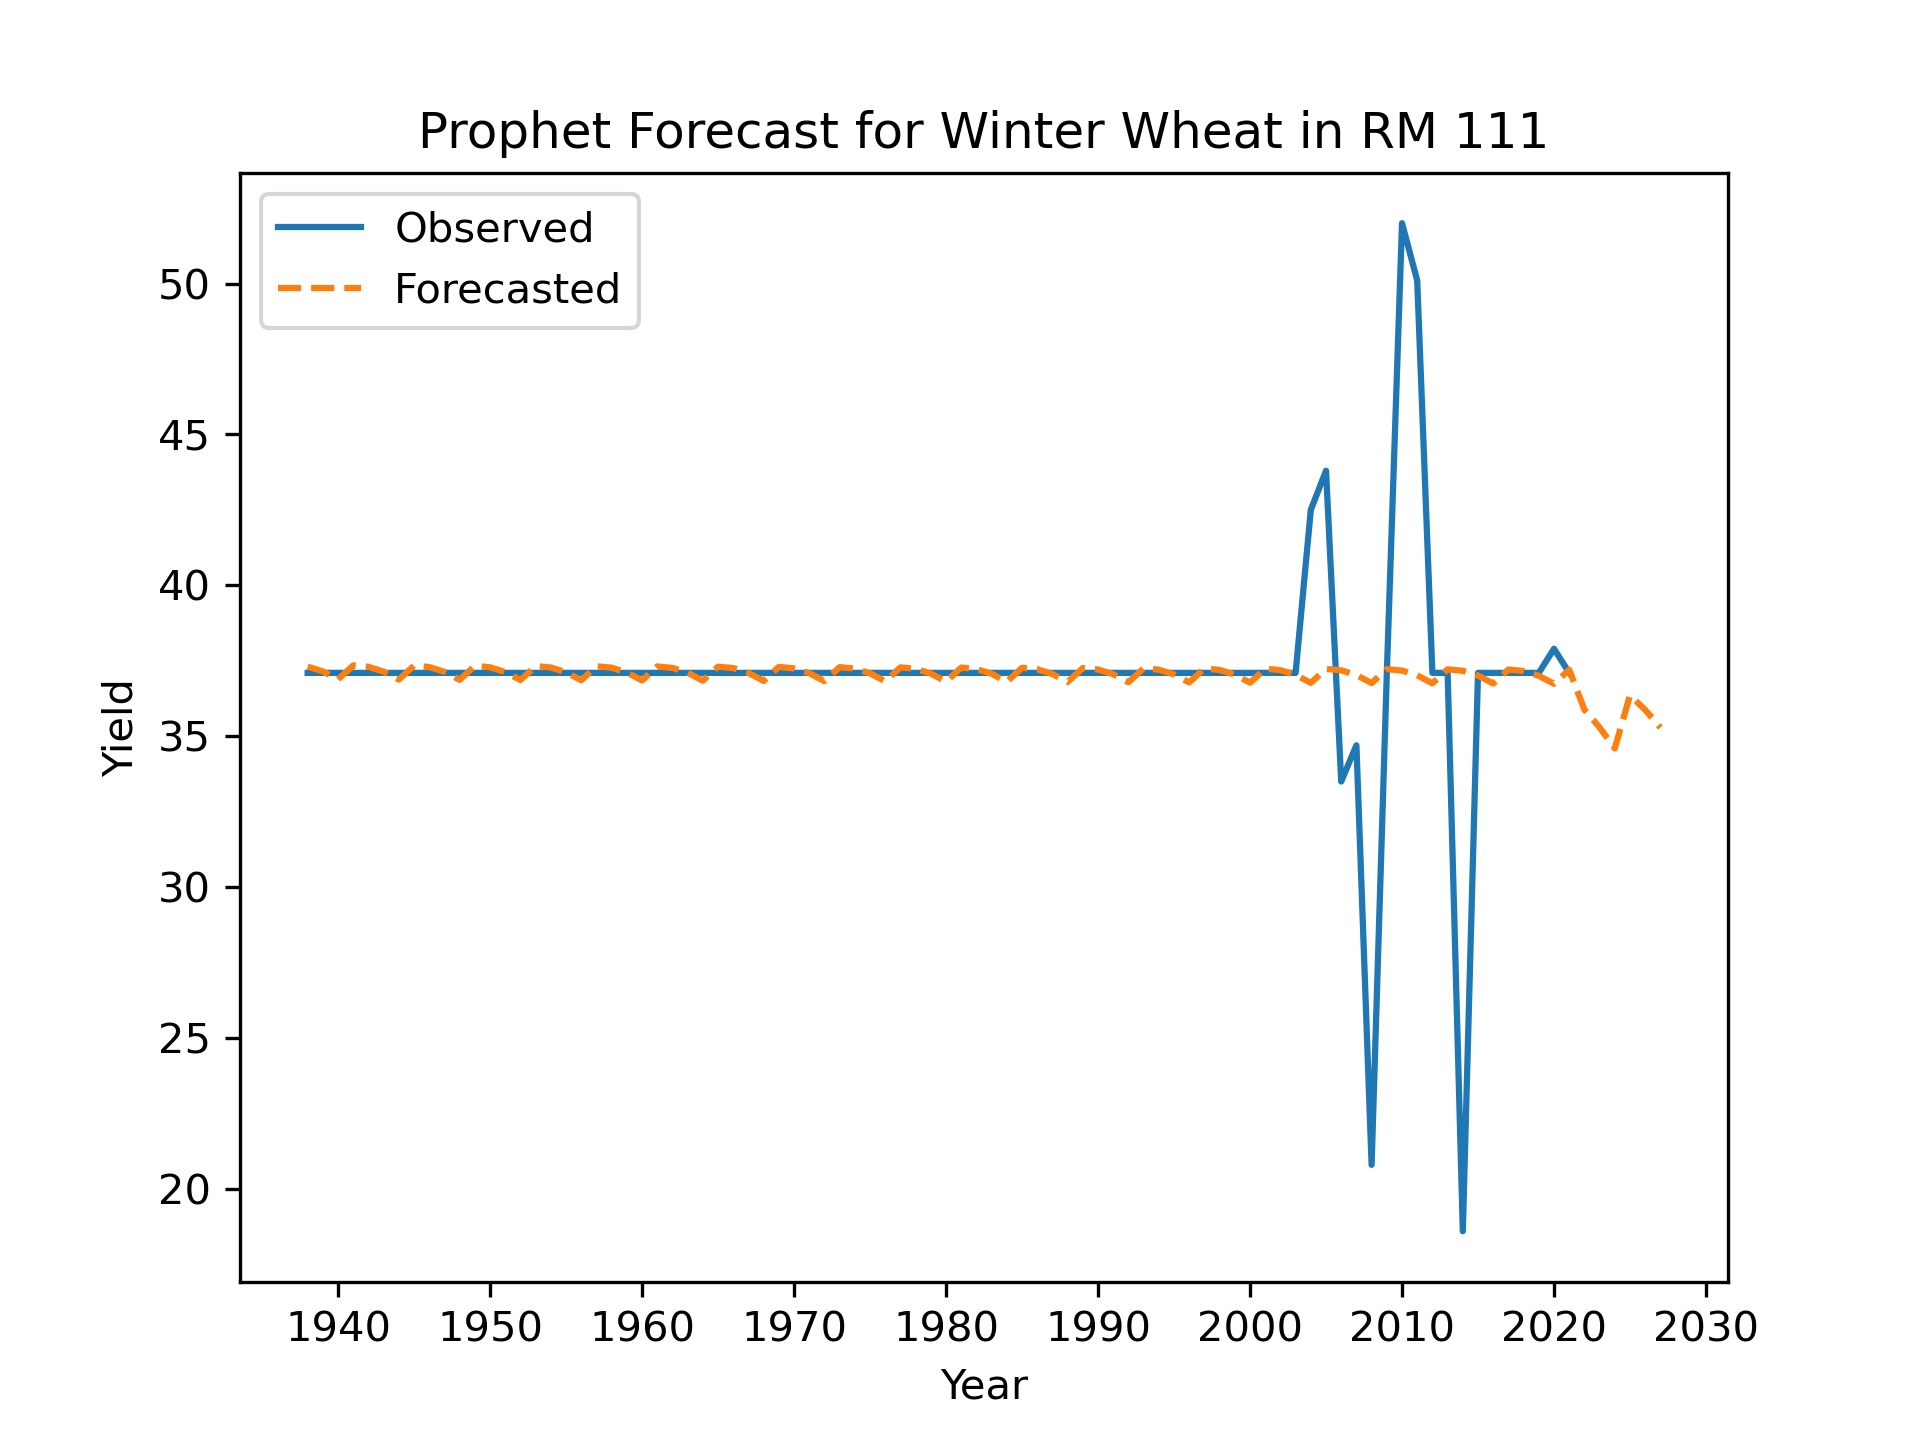 Prophet Forecast for Winter Wheat in RM 111
Observed
Forecasted
50
45
40
35
30
25
20
Yield
1940 1950 1960 1970 1980 1990 2000 2010 2020 2030
Year